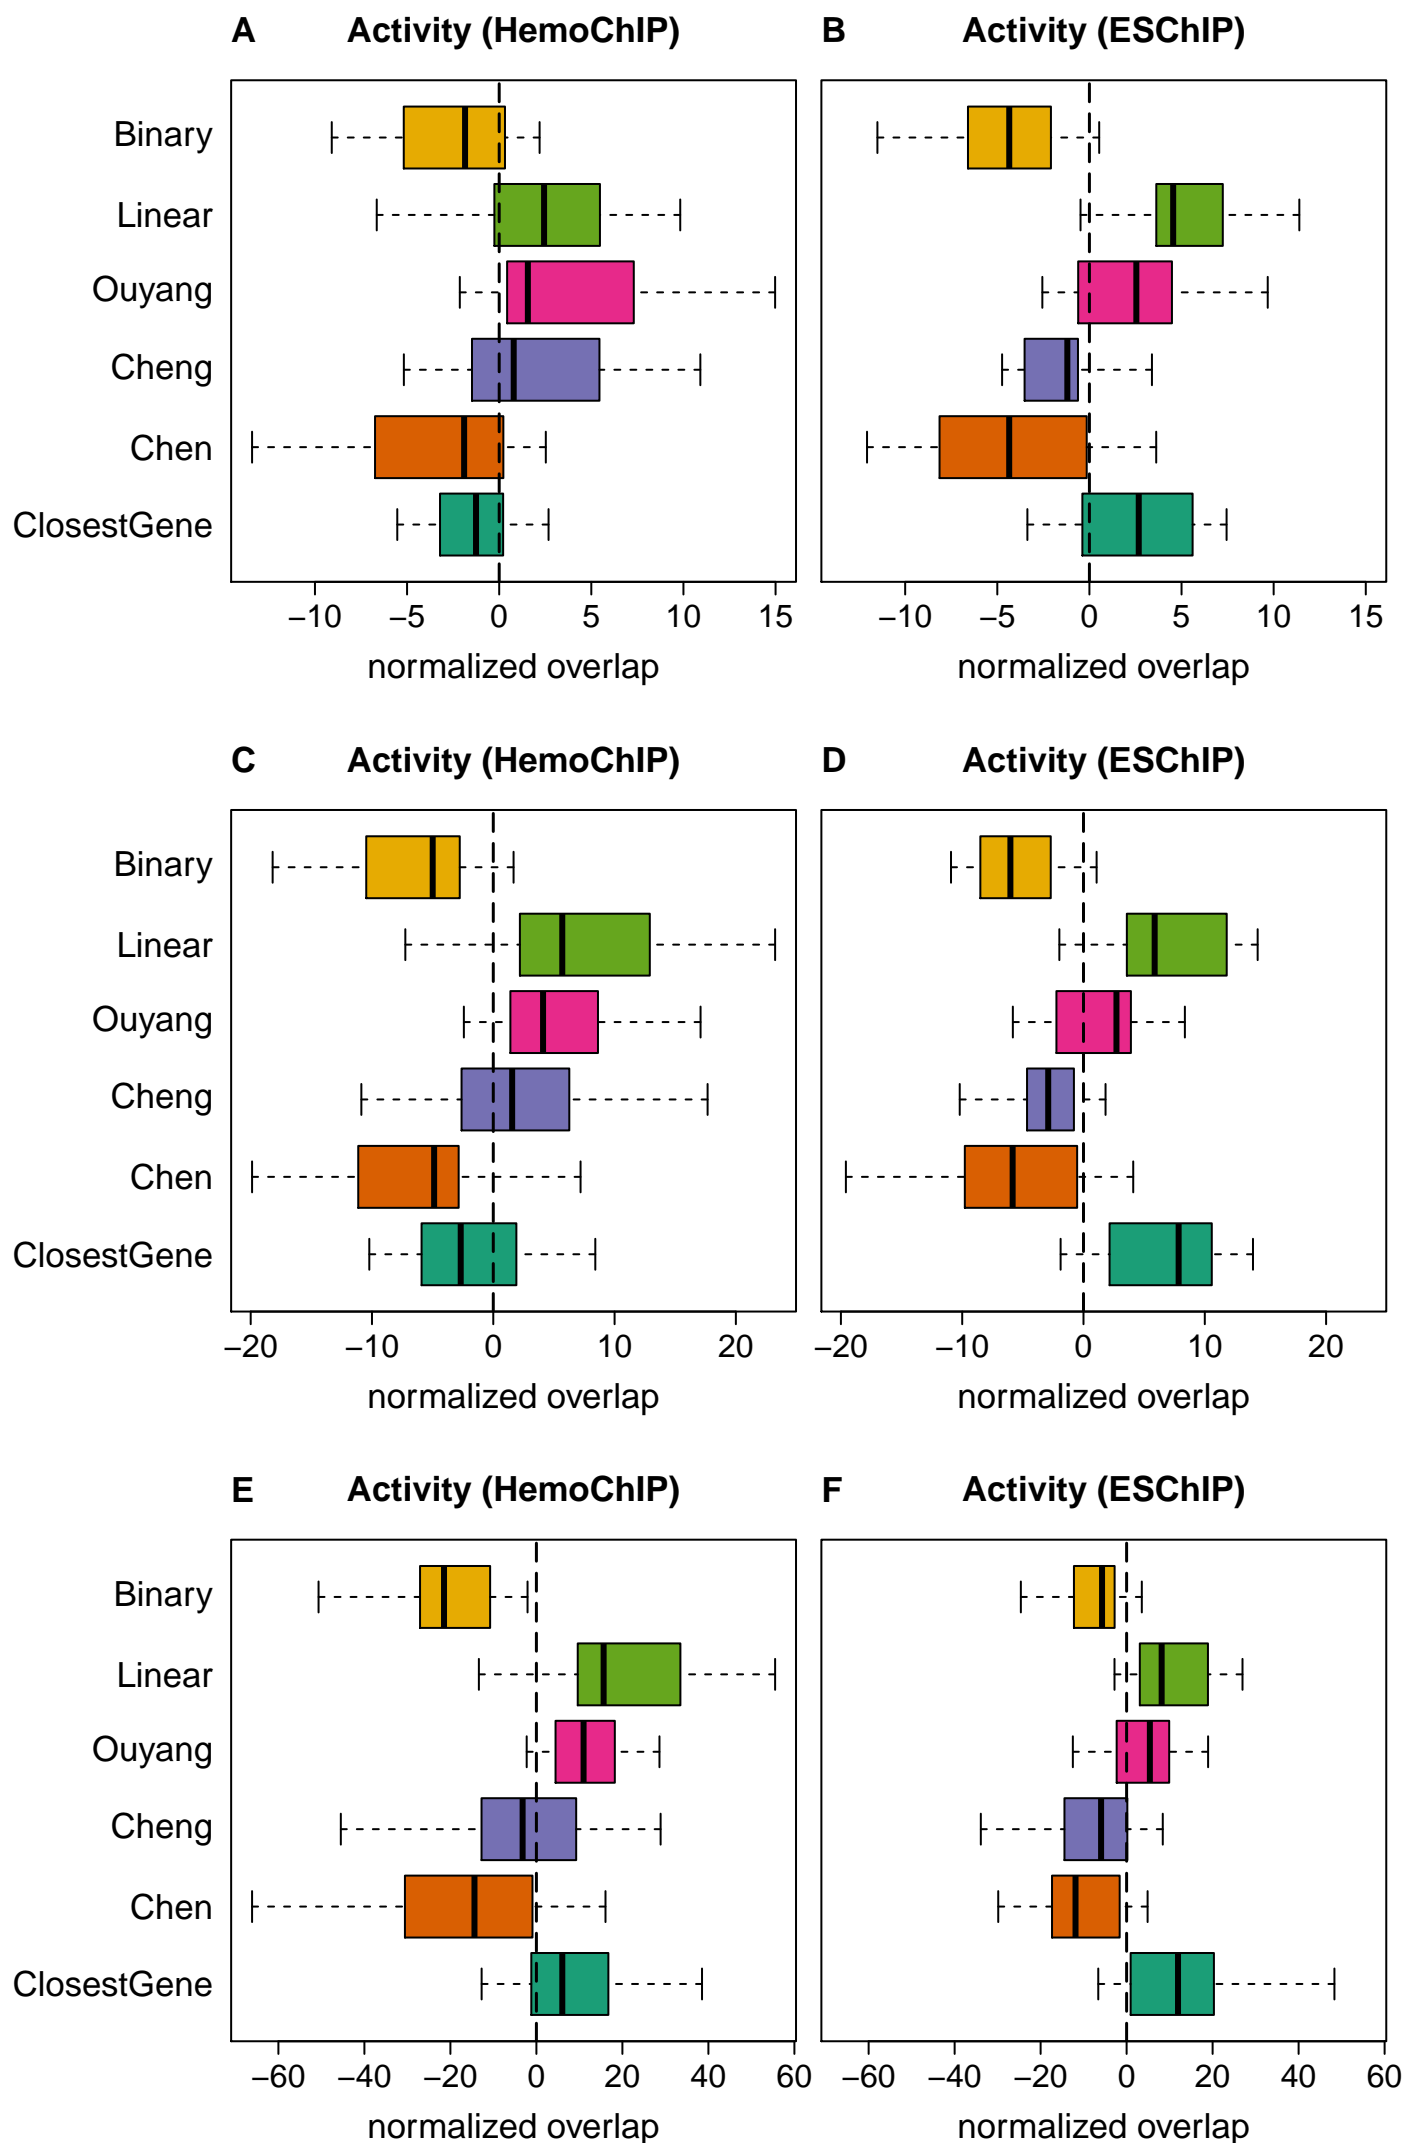 A Activity (HemoChIP)
B Activity (ESChIP)
Binary
Linear
Ouyang
Cheng
Chen
ClosestGene
−10 −5 0 5 10 15
−10 −5 0 5 10 15
normalized overlap
normalized overlap
C Activity (HemoChIP)
D Activity (ESChIP)
Binary
Linear
Ouyang
Cheng
Chen
ClosestGene
−20 −10 0 10 20
−20 −10 0 10 20
normalized overlap
normalized overlap
E Activity (HemoChIP)
F Activity (ESChIP)
Binary
Linear
Ouyang
Cheng
Chen
ClosestGene
−60 −40 −20 0 20 40 60
−60 −40 −20 0 20 40 60
normalized overlap
normalized overlap